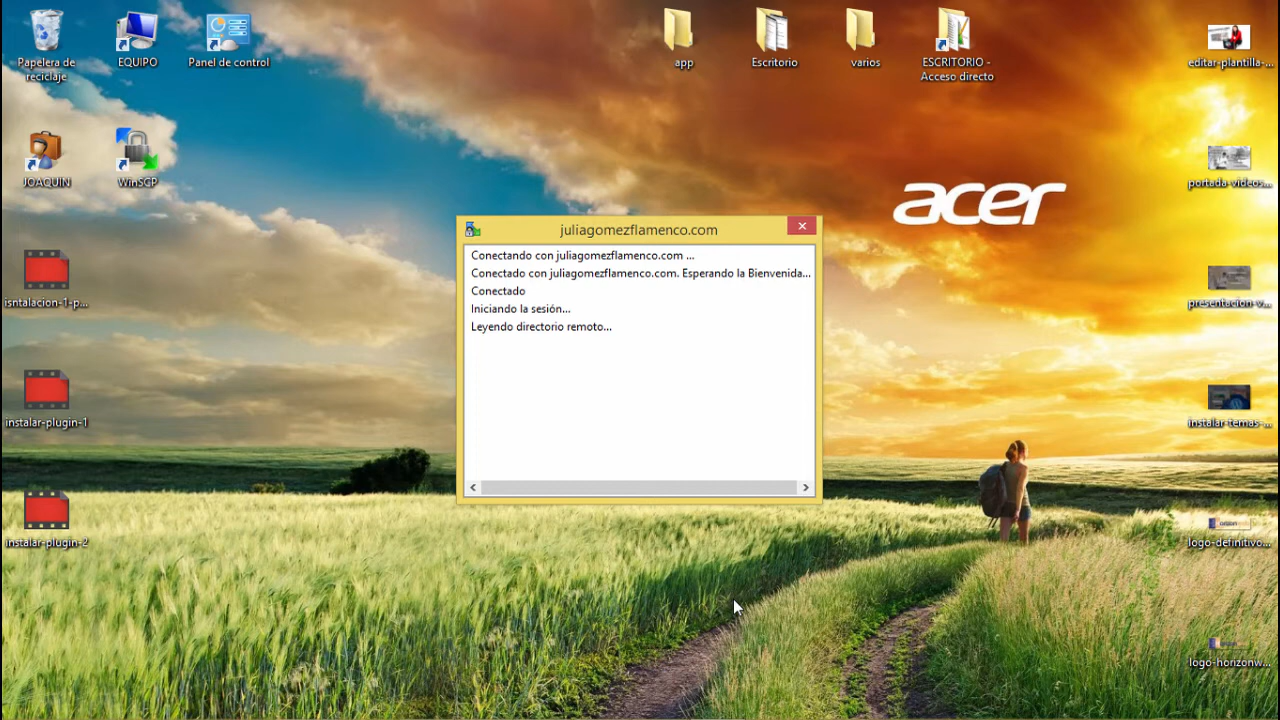 Papelera de
reciclaje
EQUIPO
Panel de control
app
Escritorio
varios
ESCRITORIO -
Acceso directo
editar-plantilla-...
JOAQUIN
WinSCP
portada-videos...
acer
juliagomezflamenco.com
Conectando con juliagomezflamenco.com ...
Conectado con juliagomezflamenco.com. Esperando la Bienvenida...
Conectado
Iniciando la sesión...
Leyendo directorio remoto...
isntalacion-1-p...
presentacion-v...
instalar-plugin-1
instalar-temas-...
instalar-plugin-2
logo-definitivo...
logo-horizonw...